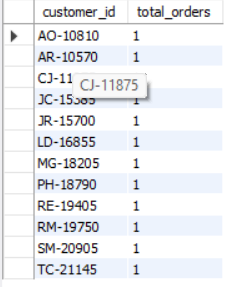 customer_id total_orders
AO-10810 1
AR-10570 1
CJ-11875 1
JC-15385 1
JR-15700 1
LD-16855 1
MG-18205 1
PH-18790 1
RE-19405 1
RM-19750 1
SM-20905 1
TC-21145 1